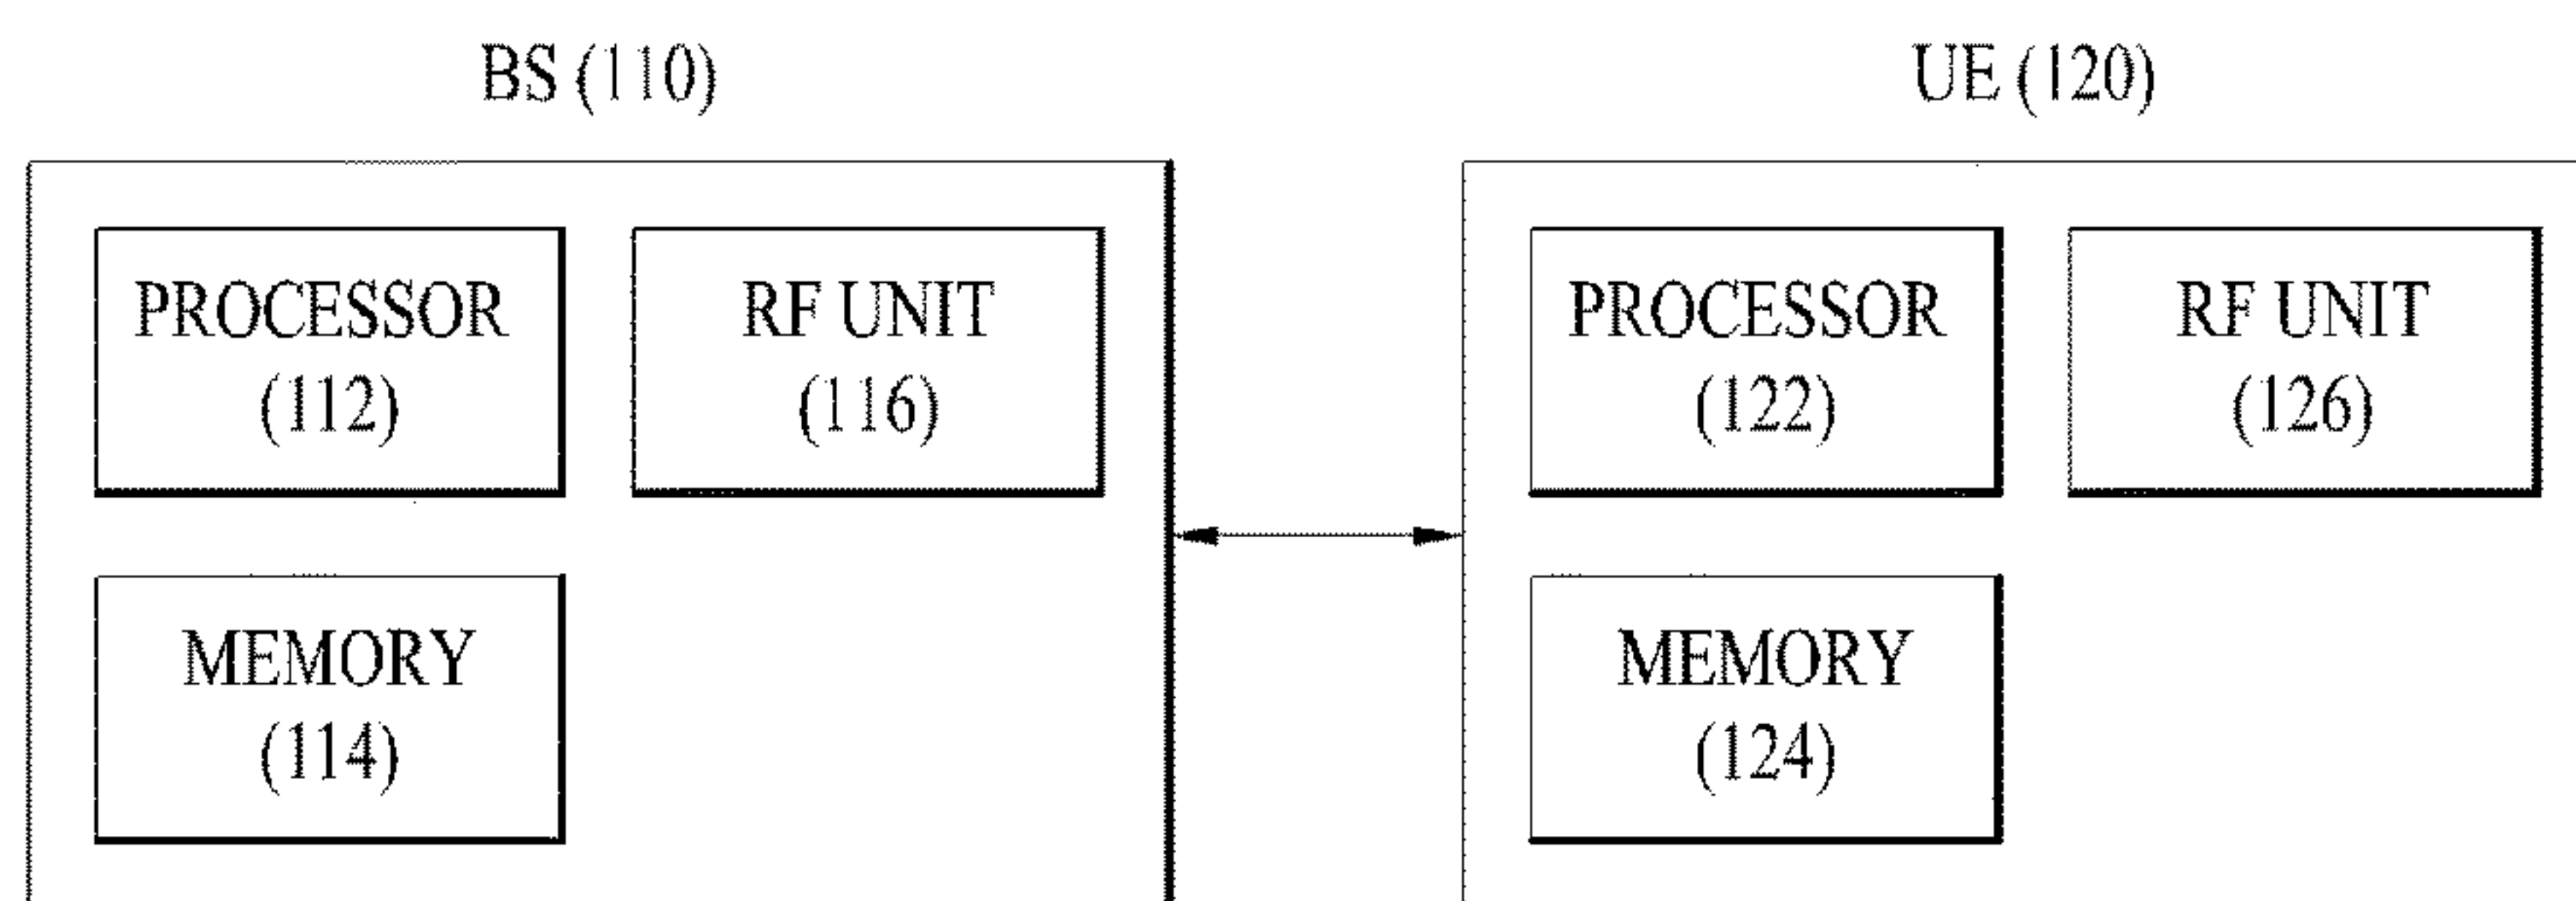 BS (110)
PROCESSOR
(112)
RF UNIT
(116)
MEMORY
(114)
UE (120)
PROCESSOR
(122)
RF UNIT
(126)
MEMORY
(124)